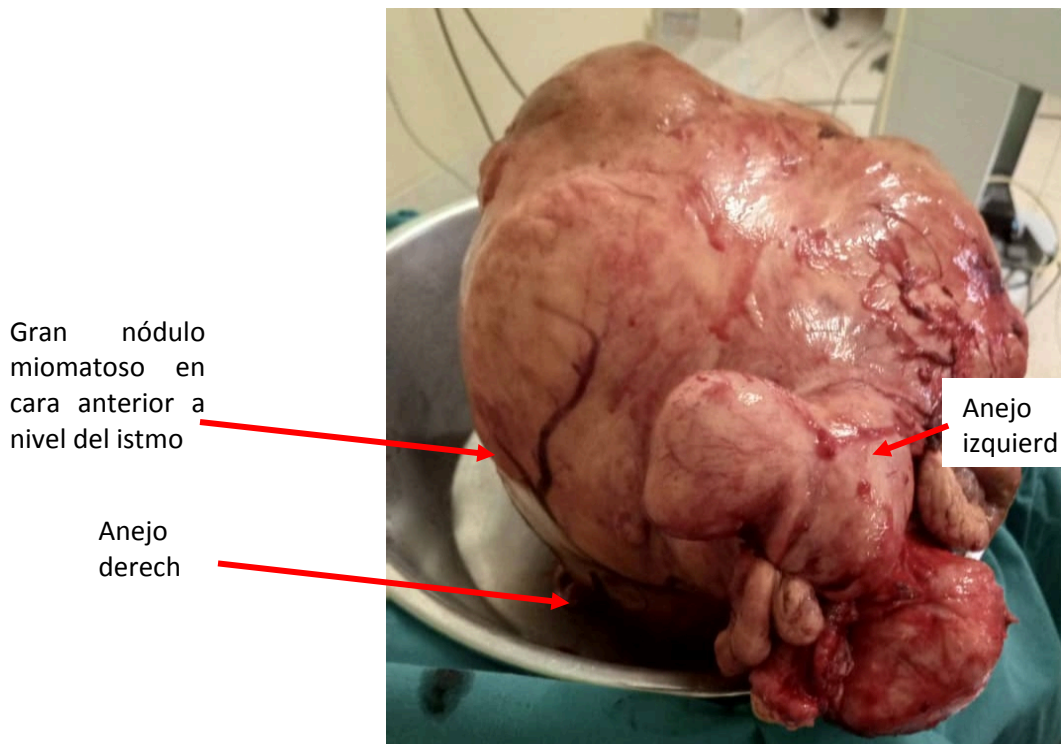 Gran nódulo
miomatoso en
cara anterior a
nivel del istmo
Anejo
derech
Anejo
izquierd